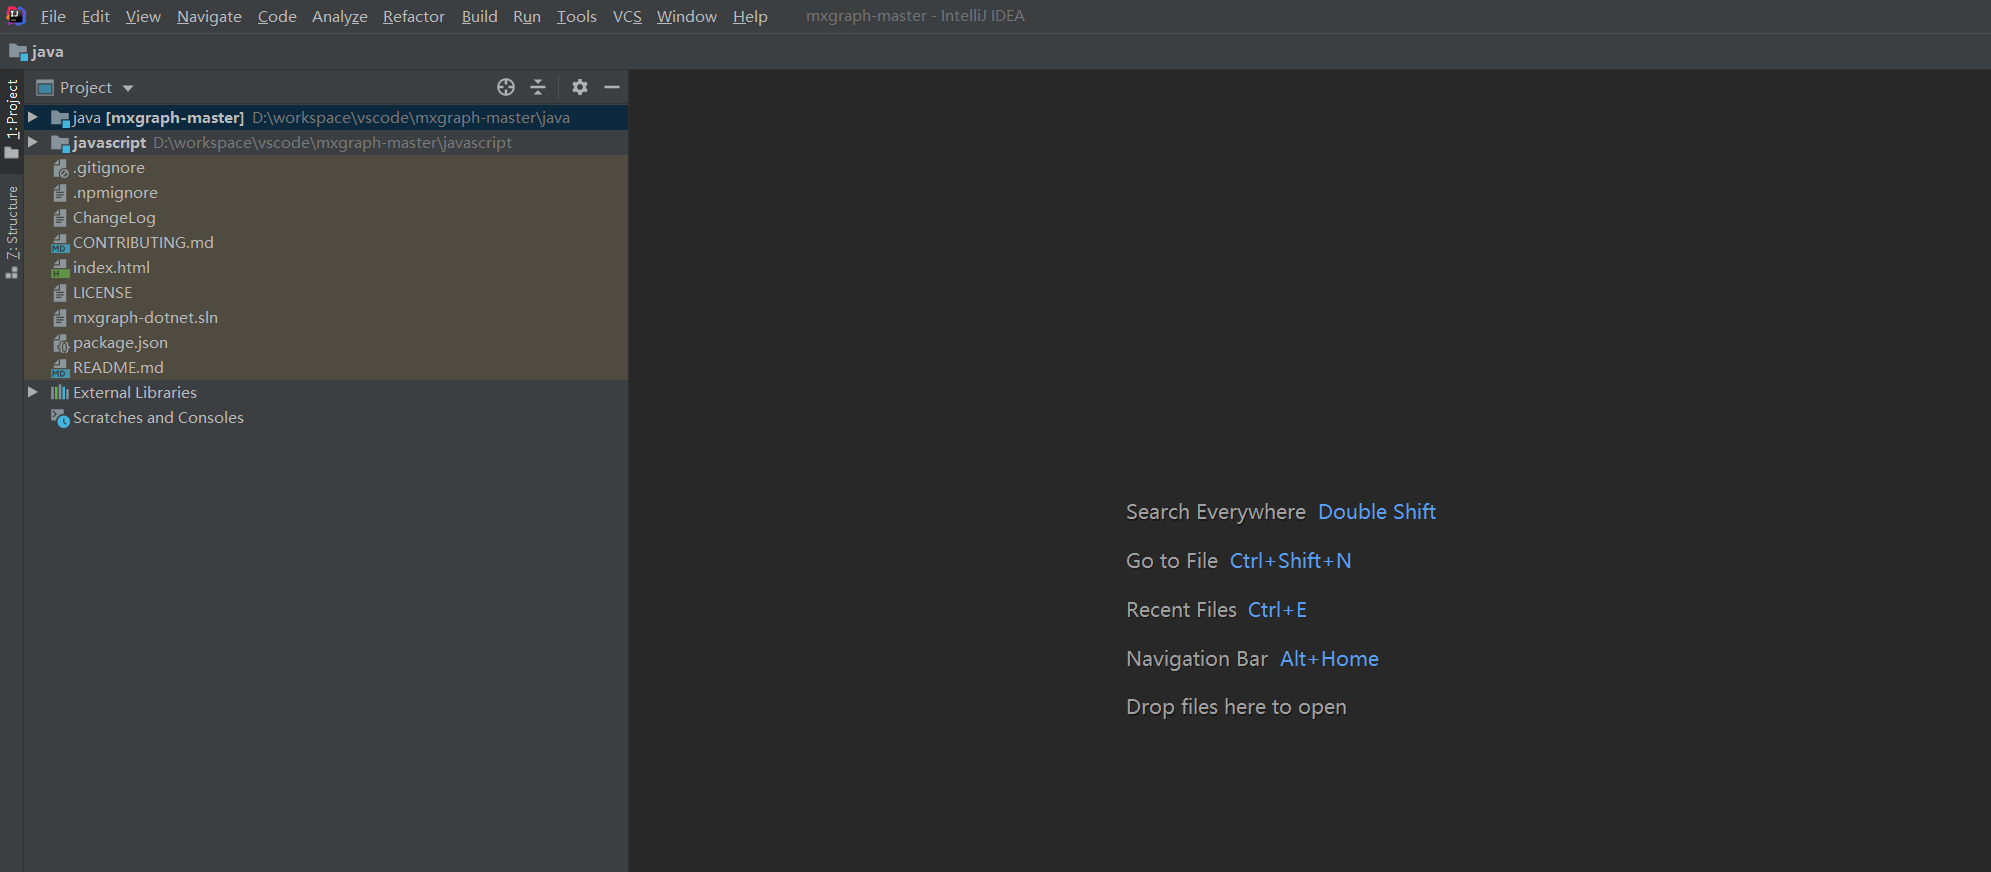 File Edit View Navigate Code Analyze Refactor Build Run Tools VCS Window Help mxgraph-master - IntelliJ IDEA
java
1: Project
Z: Structure
Project
java [mxgraph-master] D:\workspace\vscode\mxgraph-master\java
javascript D:\workspace\vscode\mxgraph-master\javascript
.gitignore
.npmignore
ChangeLog
CONTRIBUTING.md
index.html
LICENSE
mxgraph-dotnet.sln
package.json
README.md
External Libraries
Scratches and Consoles
Search Everywhere Double Shift
Go to File Ctrl+Shift+N
Recent Files Ctrl+E
Navigation Bar Alt+Home
Drop files here to open